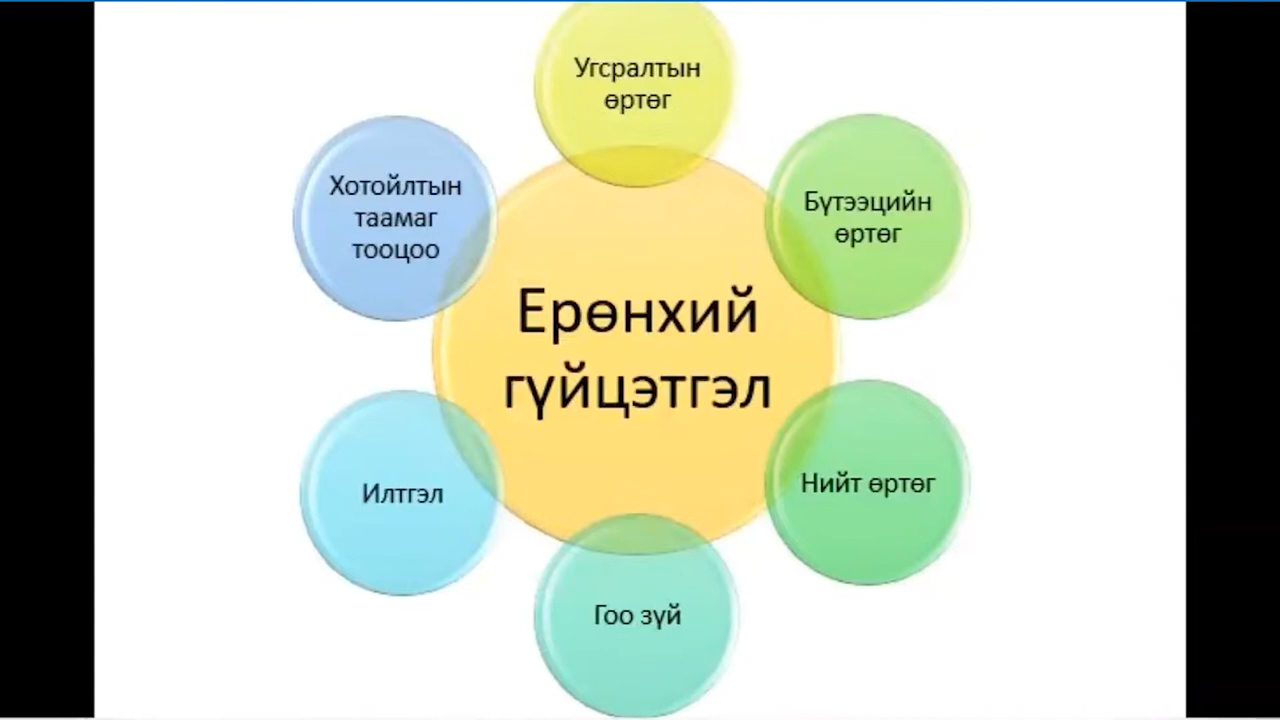 Угсралтын
өртөг
Бүтээцийн
өртөг
Нийт өртөг
Гоо зүй
Илтгэл
Хотойлтын
таамаг
тооцоо
Ерөнхий
гүйцэтгэл